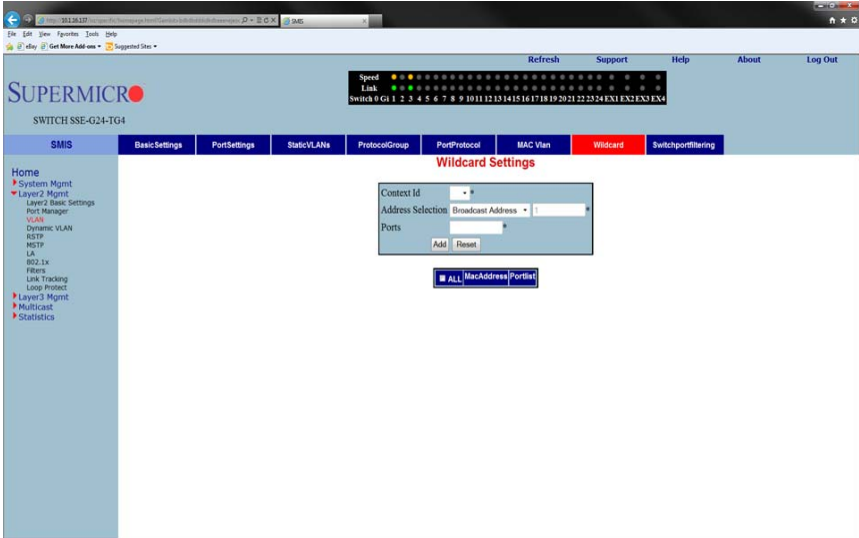 SMIS
File Edit View Favorites Tools Help
eBay Get More Add-ons Suggested Sites
Refresh Support Help About Log Out
SUPERMICRO
SWITCH SSE-G24-TG4
Speed
Link
Switch 0 Gi 1 2 3 4 5 6 7 8 9 10 11 12 13 14 15 16 17 18 19 20 21 22 23 24 EX1 EX2 EX3 EX4
SMIS BasicSettings PortSettings StaticVLANs ProtocolGroup PortProtocol MAC Vlan Wildcard Switchportfiltering
Wildcard Settings
Home
System Mgmt
Layer2 Mgmt
Layer2 Basic Settings
Port Manager
VLAN
Dynamic VLAN
RSTP
MSTP
LA
802.1x
Filters
Link Tracking
Loop Protect
Layer3 Mgmt
Multicast
Statistics
Context Id *
Address Selection Broadcast Address *
Ports *
Add Reset
ALL MacAddress Portlist